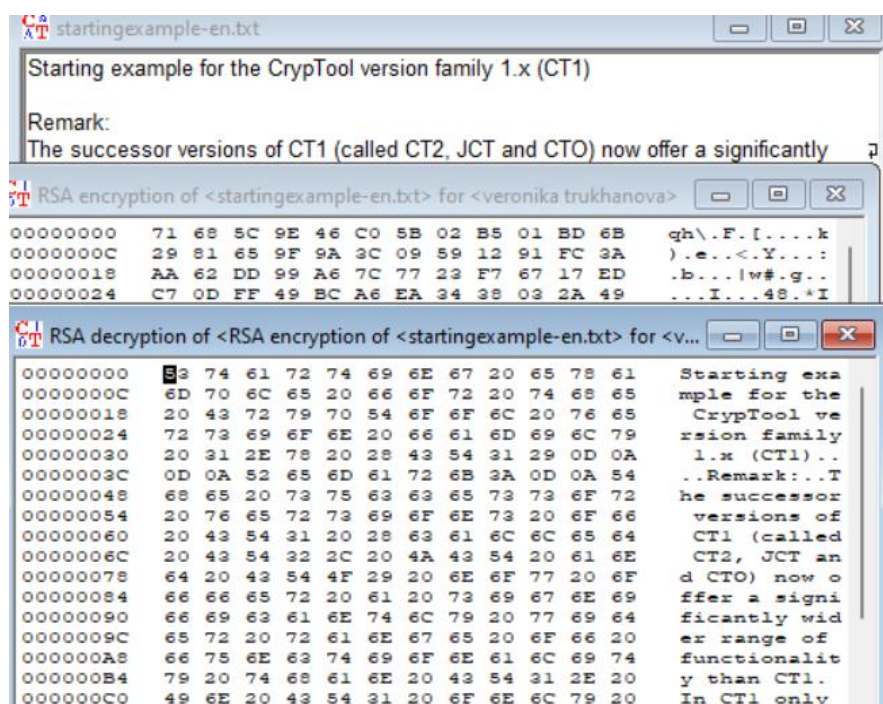 startingexample-en.txt
Starting example for the CrypTool version family 1.x (CT1)
Remark:
The successor versions of CT1 (called CT2, JCT and CTO) now offer a significantly
RSA encryption of <startingexample-en.txt> for <veronika trukhanova>
00000000 71 68 5C 9E 46 C0 5B 02 B5 01 BD 6B qh\.F.[....k
0000000C 29 81 65 9F 9A 3C 09 59 12 91 FC 3A ).e..<.Y...:
00000018 AA 62 DD 99 A6 7C 77 23 F7 67 17 ED .b...|w#.g..
00000024 C7 0D FF 49 BC A6 EA 34 38 03 2A 49 ...I...48.*I
RSA decryption of <RSA encryption of <startingexample-en.txt> for <v...
00000000 53 74 61 72 74 69 6E 67 20 65 78 61 Starting exa
0000000C 6D 70 6C 65 20 66 6F 72 20 74 68 65 mple for the
00000018 20 43 72 79 70 54 6F 6F 6C 20 76 65 CrypTool ve
00000024 72 73 69 6F 6E 20 66 61 6D 69 6C 79 rsion family
00000030 20 31 2E 78 20 28 43 54 31 29 0D 0A 1.x (CT1)..
0000003C 0D 0A 52 65 6D 61 72 6B 3A 0D 0A 54 ..Remark:..T
00000048 68 65 20 73 75 63 63 65 73 73 6F 72 he successor
00000054 20 76 65 72 73 69 6F 6E 73 20 6F 66 versions of
00000060 20 43 54 31 20 28 63 61 6C 6C 65 64 CT1 (called
0000006C 20 43 54 32 2C 20 4A 43 54 20 61 6E CT2, JCT an
00000078 64 20 43 54 4F 29 20 6E 6F 77 20 6F d CTO) now o
00000084 66 66 65 72 20 61 20 73 69 67 6E 69 ffer a signi
00000090 66 69 63 61 6E 74 6C 79 20 77 69 64 ficantly wid
0000009C 65 72 20 72 61 6E 67 65 20 6F 66 20 er range of
000000A8 66 75 6E 63 74 69 6F 6E 61 6C 69 74 functionalit
000000B4 79 20 74 68 61 6E 20 43 54 31 2E 20 y than CT1.
000000C0 49 6E 20 43 54 31 20 6F 6E 6C 79 20 In CT1 only